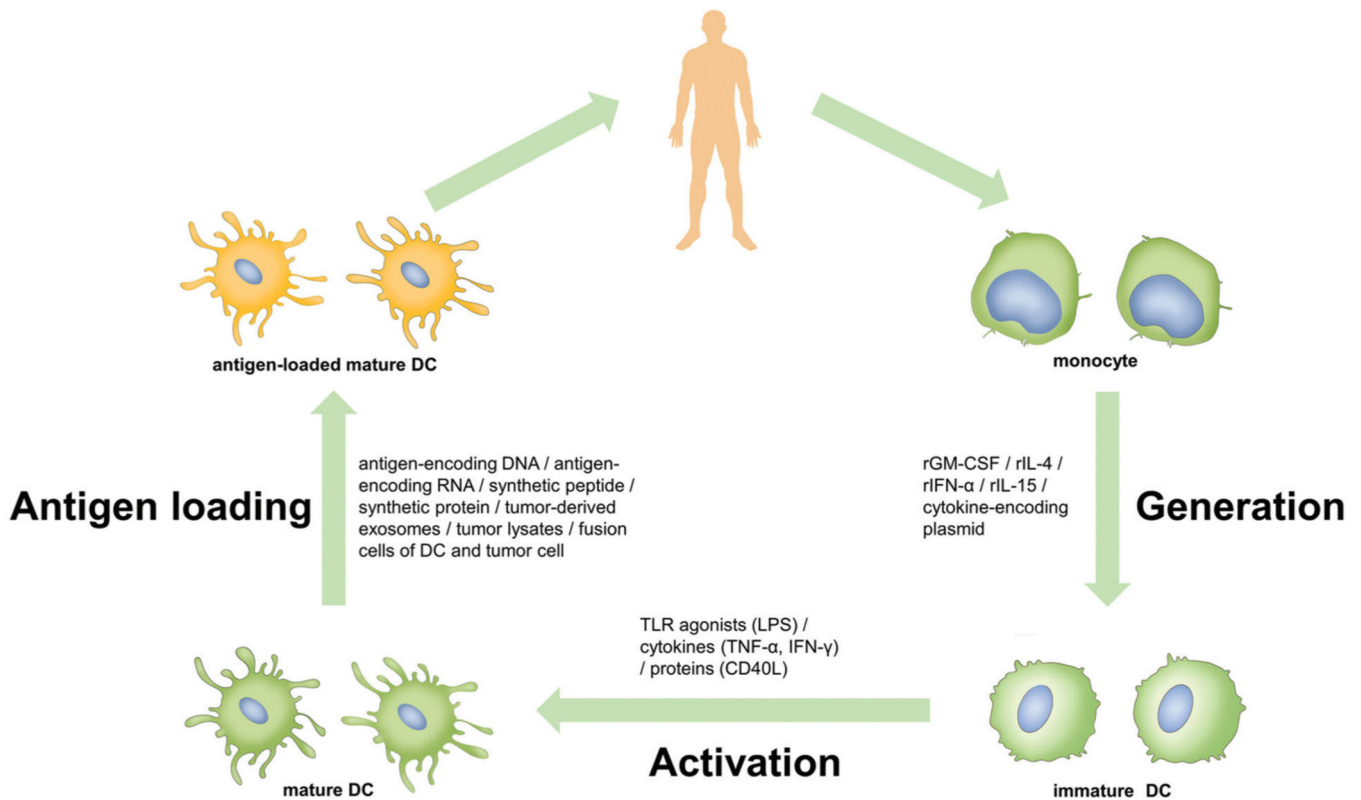 antigen-loaded mature DC
monocyte
Antigen loading
antigen-encoding DNA / antigen-
encoding RNA / synthetic peptide /
synthetic protein / tumor-derived
exosomes / tumor lysates / fusion
cells of DC and tumor cell
rGM-CSF / rIL-4 /
rIFN-α / rIL-15 /
cytokine-encoding
plasmid
Generation
TLR agonists (LPS) /
cytokines (TNF-α, IFN-γ)
/ proteins (CD40L)
Activation
mature DC
immature DC